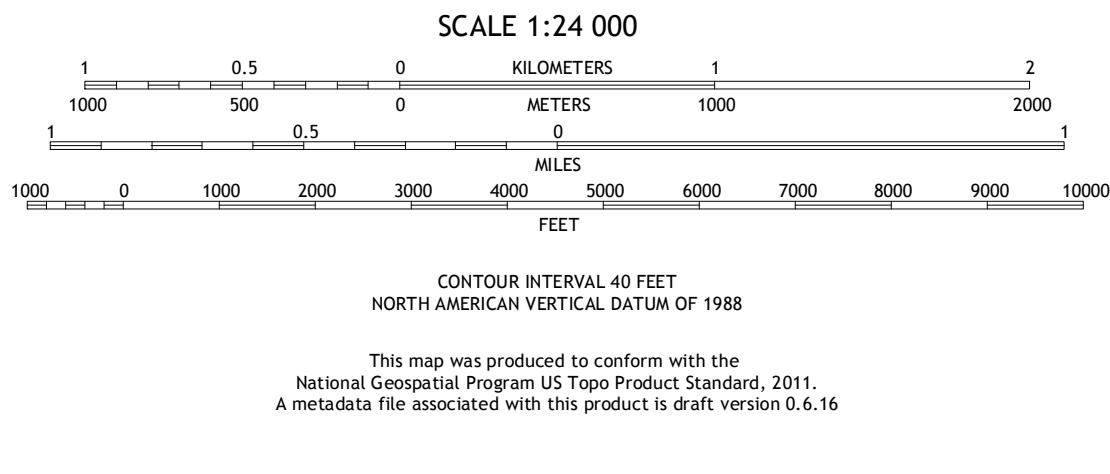 SCALE 1:24 000
1 0.5 0 KILOMETERS 1 2
1000 500 0 METERS 1000 2000
1 0.5 0 1
MILES
1000 0 1000 2000 3000 4000 5000 6000 7000 8000 9000 10000
FEET
CONTOUR INTERVAL 40 FEET
NORTH AMERICAN VERTICAL DATUM OF 1988
This map was produced to conform with the
National Geospatial Program US Topo Product Standard, 2011.
A metadata file associated with this product is draft version 0.6.16